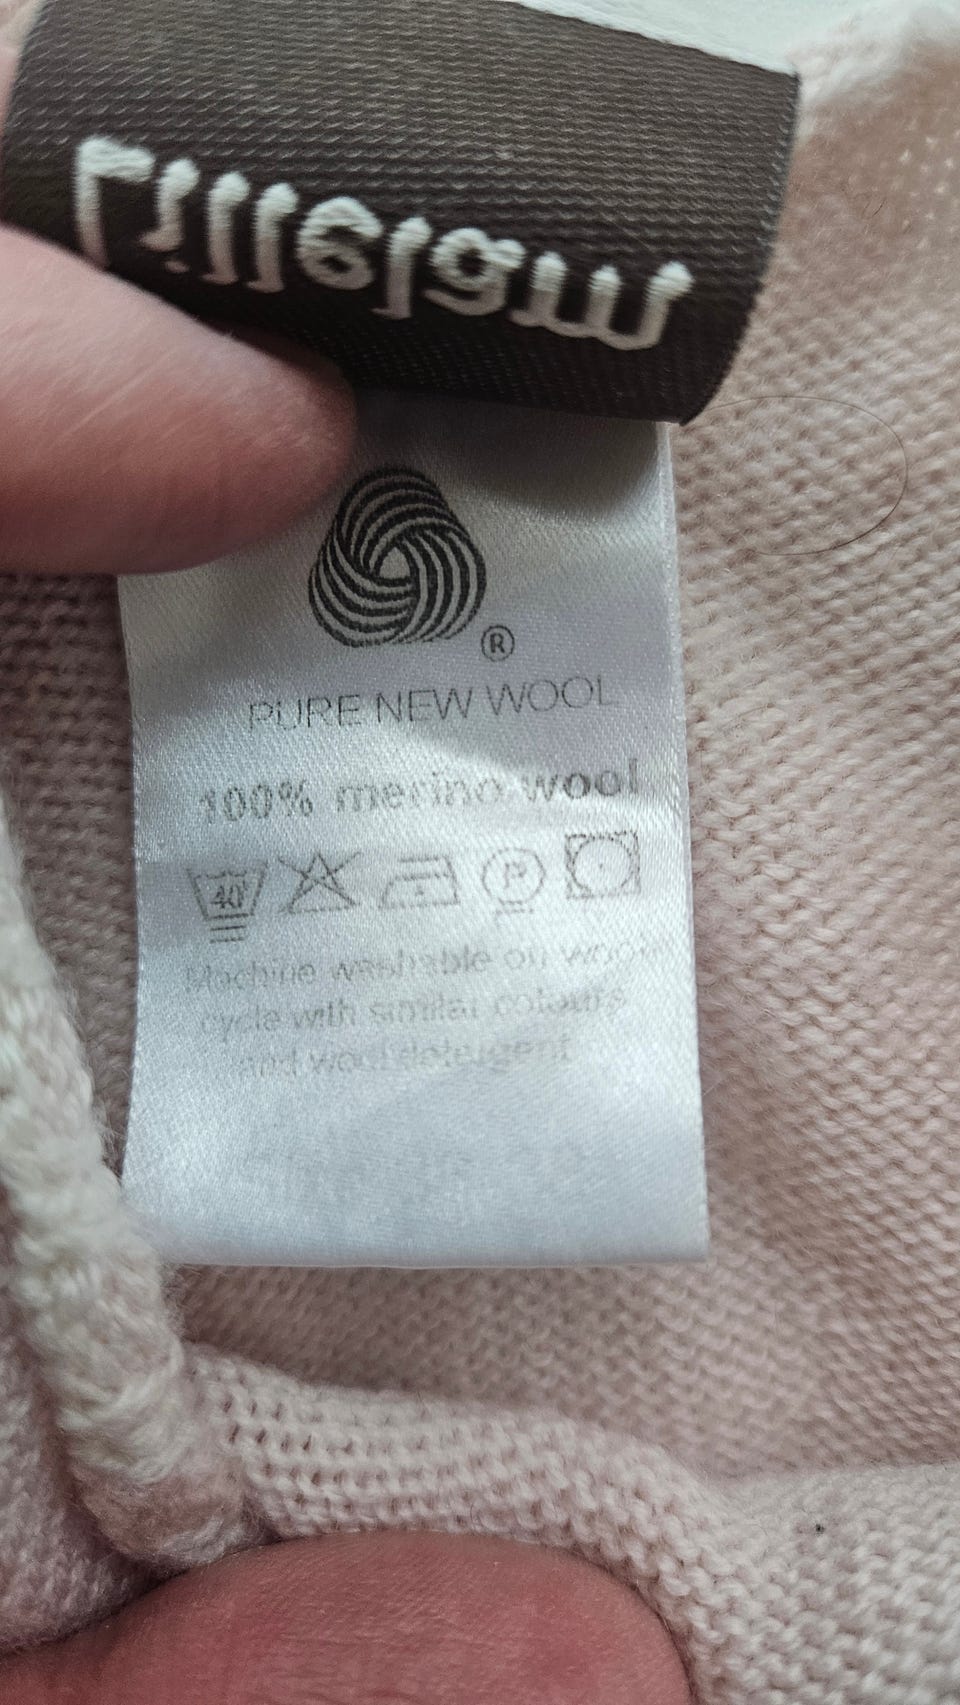 PURE NEW WOOL
100% merino wool
40°
P
Machine washable on wool
cycle with similar colours
and wool detergent